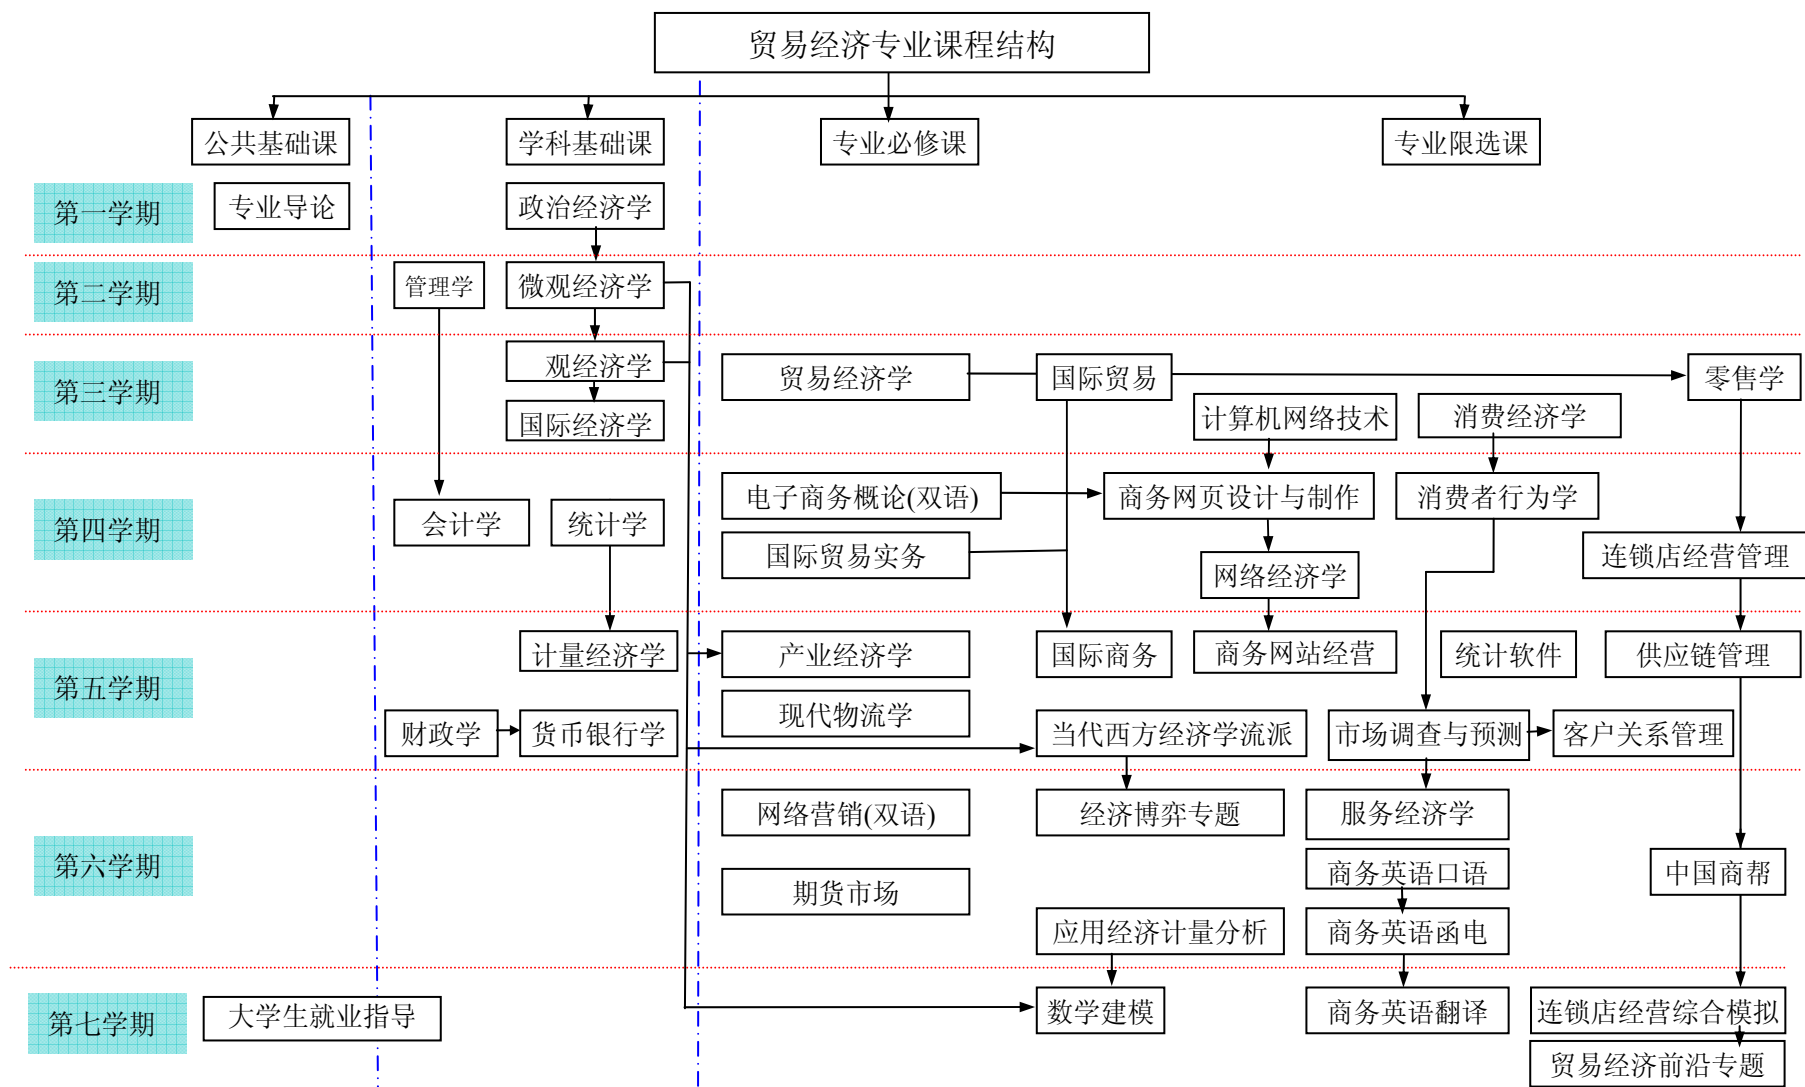 贸易经济专业课程结构
公共基础课
学科基础课
专业必修课
专业限选课
第一学期
专业导论
政治经济学
第二学期
管理学
微观经济学
第三学期
观经济学
国际经济学
贸易经济学
国际贸易
零售学
计算机网络技术
消费经济学
第四学期
会计学
统计学
电子商务概论(双语)
商务网页设计与制作
消费者行为学
国际贸易实务
网络经济学
连锁店经营管理
第五学期
计量经济学
产业经济学
国际商务
商务网站经营
统计软件
供应链管理
财政学
货币银行学
现代物流学
当代西方经济学流派
市场调查与预测
客户关系管理
第六学期
网络营销(双语)
经济博弈专题
服务经济学
期货市场
商务英语口语
中国商帮
应用经济计量分析
商务英语函电
第七学期
大学生就业指导
数学建模
商务英语翻译
连锁店经营综合模拟
贸易经济前沿专题